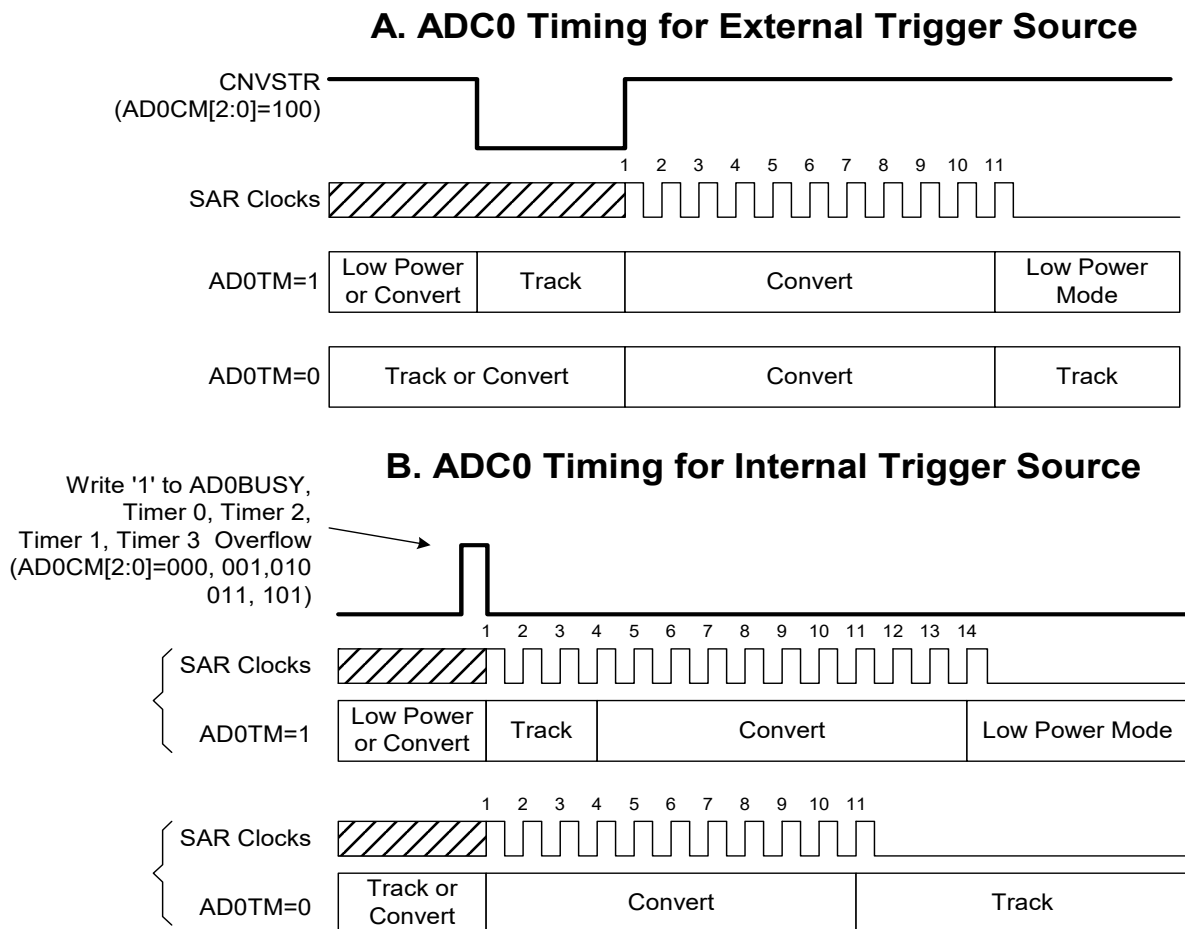 A. ADC0 Timing for External Trigger Source
CNVSTR
(AD0CM[2:0]=100)
1 2 3 4 5 6 7 8 9 10 11
SAR Clocks
AD0TM=1
Low Power
or Convert
Track
Convert
Low Power
Mode
AD0TM=0
Track or Convert
Convert
Track
B. ADC0 Timing for Internal Trigger Source
Write '1' to AD0BUSY,
Timer 0, Timer 2,
Timer 1, Timer 3 Overflow
(AD0CM[2:0]=000, 001,010
011, 101)
1 2 3 4 5 6 7 8 9 10 11 12 13 14
SAR Clocks
AD0TM=1
Low Power
or Convert
Track
Convert
Low Power Mode
1 2 3 4 5 6 7 8 9 10 11
SAR Clocks
AD0TM=0
Track or
Convert
Convert
Track